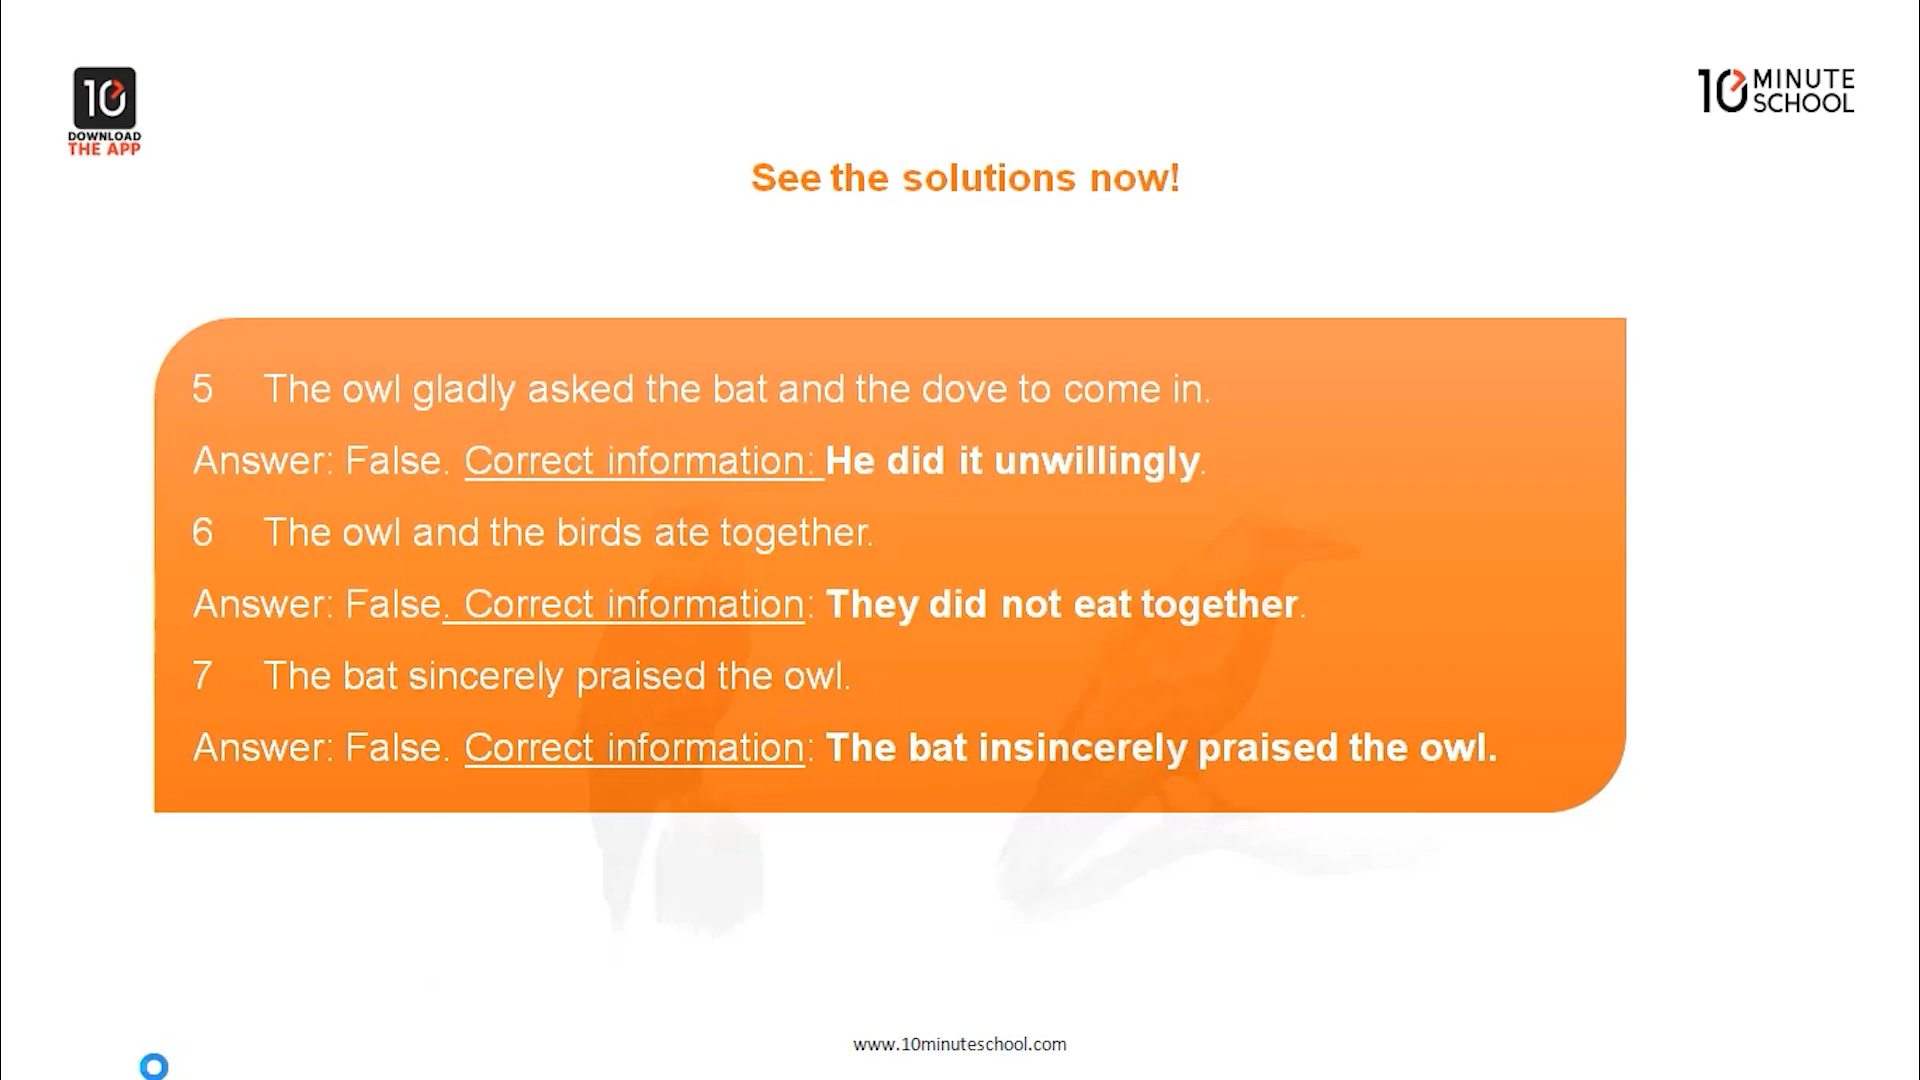 10
DOWNLOAD
THE APP
10 MINUTE
SCHOOL
See the solutions now!
5 The owl gladly asked the bat and the dove to come in.
Answer: False. Correct information: He did it unwillingly.
6 The owl and the birds ate together.
Answer: False. Correct information: They did not eat together.
7 The bat sincerely praised the owl.
Answer: False. Correct information: The bat insincerely praised the owl.
www.10minuteschool.com